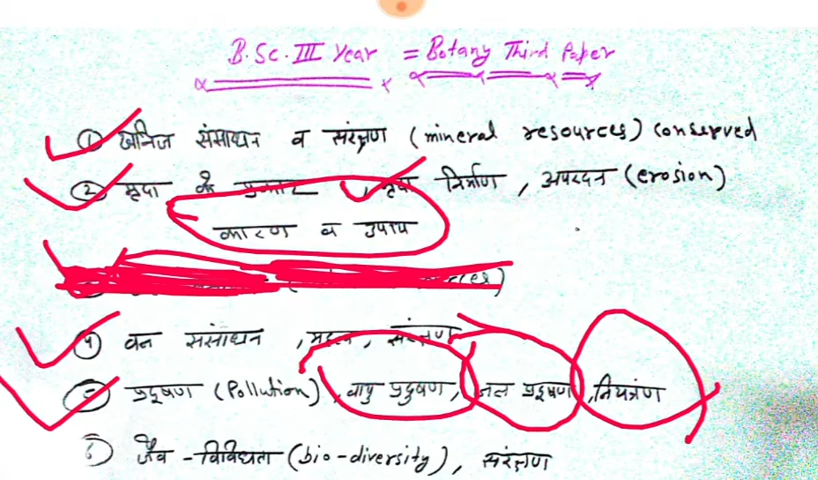 B.Sc. III Year = Botany Third Paper
① खनिज संसाधन व संरक्षण (mineral resources) conserved
② मृदा के प्रकार, मृदा निर्माण, अपरदन (erosion)
कारण व उपाय
④ वन संसाधन, महत्व, संरक्षण
प्रदूषण (Pollution), वायु प्रदुषण, जल प्रदूषण, नियंत्रण
6) जैव-विविधता (bio-diversity), संरक्षण